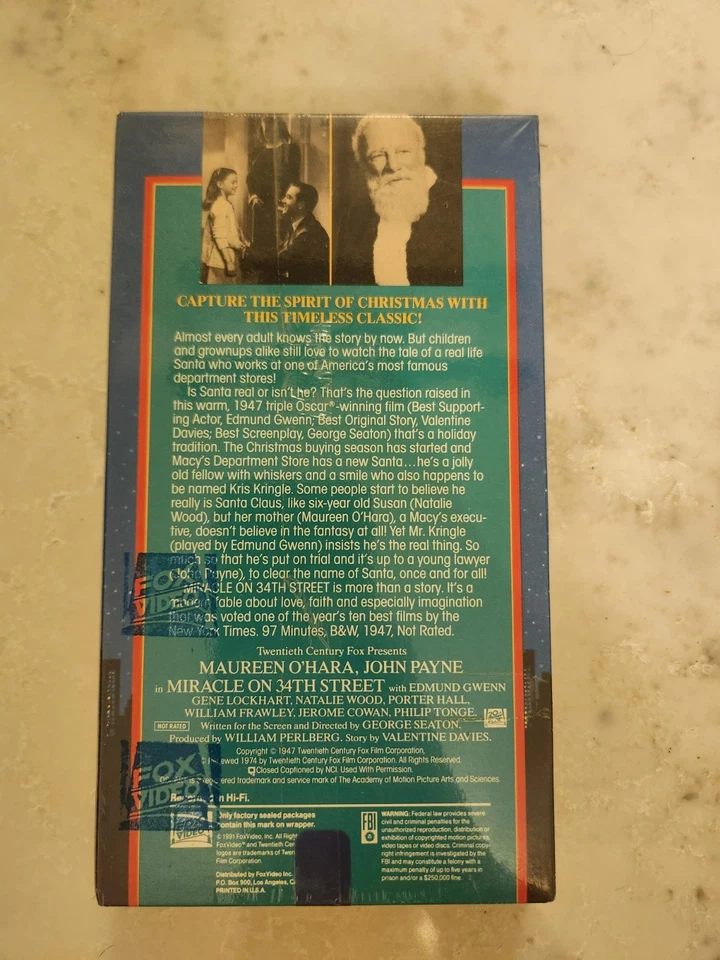 CAPTURE THE SPIRIT OF CHRISTMAS WITH
THIS TIMELESS CLASSIC!
Almost every adult knows the story by now. But children
and grownups alike still love to watch the tale of a real life
Santa who works at one of America's most famous
department stores!
Is Santa real or isn't he? That's the question raised in
this warm, 1947 triple Oscar®-winning film (Best Support-
ing Actor, Edmund Gwenn; Best Original Story, Valentine
Davies; Best Screenplay, George Seaton) that's a holiday
tradition. The Christmas buying season has started and
Macy's Department Store has a new Santa...he's a jolly
old fellow with whiskers and a smile who also happens to
be named Kris Kringle. Some people start to believe he
really is Santa Claus, like six-year old Susan (Natalie
Wood), but her mother (Maureen O'Hara), a Macy's execu-
tive, doesn't believe in the fantasy at all! Yet Mr. Kringle
(played by Edmund Gwenn) insists he's the real thing. So
much so that he's put on trial and it's up to a young lawyer
(John Payne), to clear the name of Santa, once and for all!
MIRACLE ON 34TH STREET is more than a story. It's a
fable about love, faith and especially imagination
that was voted one of the year's ten best films by the
New York Times. 97 Minutes, B&W, 1947, Not Rated.
Twentieth Century Fox Presents
MAUREEN O'HARA, JOHN PAYNE
in MIRACLE ON 34TH STREET with EDMUND GWENN
GENE LOCKHART, NATALIE WOOD, PORTER HALL,
WILLIAM FRAWLEY, JEROME COWAN, PHILIP TONGE.
NOT RATED Written for the Screen and Directed by GEORGE SEATON.
Produced by WILLIAM PERLBERG. Story by VALENTINE DAVIES.
Copyright © 1947 Twentieth Century Fox Film Corporation,
1974 by Twentieth Century Fox Film Corporation. All Rights Reserved.
Closed Captioned by NCI. Used With Permission.
trademark and service mark of The Academy of Motion Picture Arts and Sciences
in Hi-Fi.
FOX
VIDEO
FOX
VIDEO
FOX
VIDEO
Only factory sealed packages
contain this mark on wrapper.
© 1991 FoxVideo, Inc. All
FoxVideo™ and Twentieth
logos are trademarks of
Film Corporation.
Distributed by FoxVideo Inc.
P.O. Box 900, Los Angeles,
PRINTED IN U.S.A.
FBI
WARNING: Federal law provides severe
civil and criminal penalties for the
unauthorized reproduction, distribution or
exhibition of copyrighted motion pictures,
video tapes or video discs. Criminal copy-
right infringement is investigated by the
FBI and may constitute a felony with a
maximum penalty of up to five years in
prison and/or a $250,000 fine.